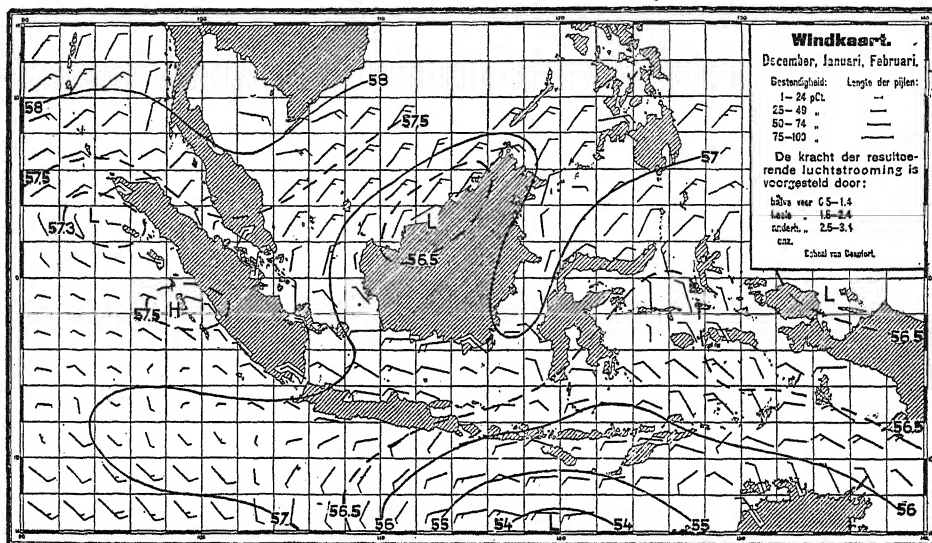 Windkaart.
December, Januari, Februari.
Bestendigheid: Lengte der pijlen:
1–24 pCt.
25–49 „
50–74 „
75–100 „
De kracht der resultee-
rende luchtstrooming is
voorgesteld door:
halve veer 0.5–1.4
heele „ 1.5–2.4
anderh. „ 2.5–3.4
enz.
Schaal van Beaufort.
58
58
57.5
57.5
57
L
57.3
L
56.5
57.5
H
L
56.5
56.5
57
56.5
56
55
54
L
54
55
56